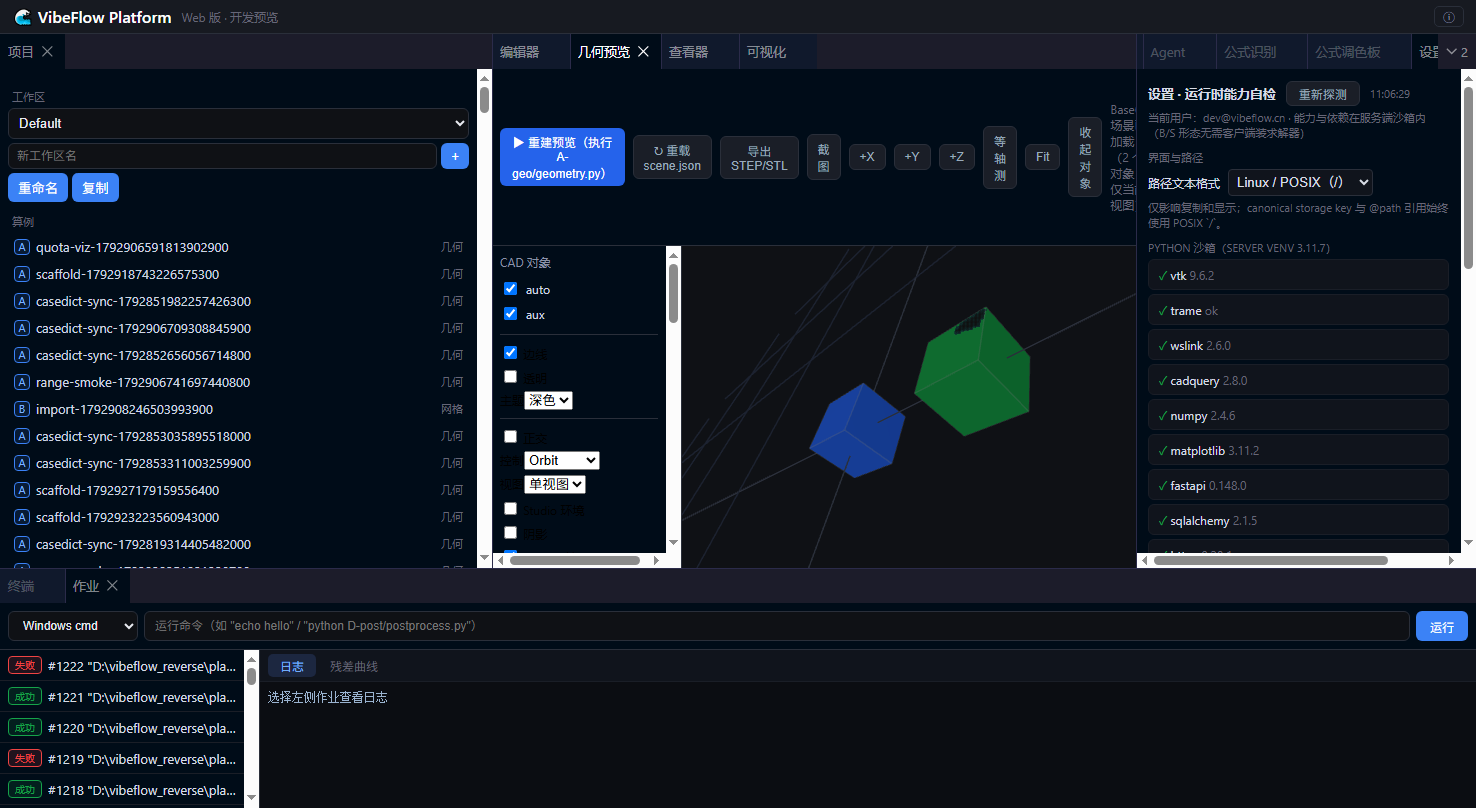 VibeFlow Platform Web 版 · 开发预览
项目
工作区
Default
新工作区名
+
重命名 复制
算例
A quota-viz-1792906591813902900 几何
A scaffold-1792918743226575300 几何
A casedict-sync-1792851982257426300 几何
A casedict-sync-1792906709308845900 几何
A casedict-sync-1792852656056714800 几何
A range-smoke-1792906741697440800 几何
B import-1792908246503993900 网格
A casedict-sync-1792853035895518000 几何
A casedict-sync-1792853311003259900 几何
A scaffold-1792927179159556400 几何
A scaffold-1792923223560943000 几何
A casedict-sync-1792819314405482000 几何
编辑器 几何预览 查看器 可视化
▶ 重建预览（执行
A-
geo/geometry.py）
↻ 重载
scene.json
导出
STEP/STL
截
图
+X
+Y
+Z
等
轴
测
Fit
收
起
对
象
场景
加载
（2 个
对象
仅当
视图
CAD 对象
auto
aux
深色
正交
Orbit
单视图
Studio 环境
Agent 公式识别 公式调色板 设置 2
设置 · 运行时能力自检 重新探测 11:06:29
当前用户：dev@vibeflow.cn · 能力与依赖在服务端沙箱内
（B/S 形态无需客户端装求解器）
界面与路径
路径文本格式 Linux / POSIX（/）
仅影响复制和显示；canonical storage key 与 @path 引用始终
使用 POSIX `/`。
PYTHON 沙箱（SERVER VENV 3.11.7）
✓ vtk 9.6.2
✓ trame ok
✓ wslink 2.6.0
✓ cadquery 2.8.0
✓ numpy 2.4.6
✓ matplotlib 3.11.2
✓ fastapi 0.148.0
✓ sqlalchemy 2.1.5
终端 作业
Windows cmd
运行命令（如 "echo hello" / "python D-post/postprocess.py"）
运行
失败 #1222 "D:\vibeflow_reverse\pla...
成功 #1221 "D:\vibeflow_reverse\pla...
成功 #1220 "D:\vibeflow_reverse\pla...
失败 #1219 "D:\vibeflow_reverse\pla...
成功 #1218 "D:\vibeflow_reverse\pla...
日志 残差曲线
选择左侧作业查看日志